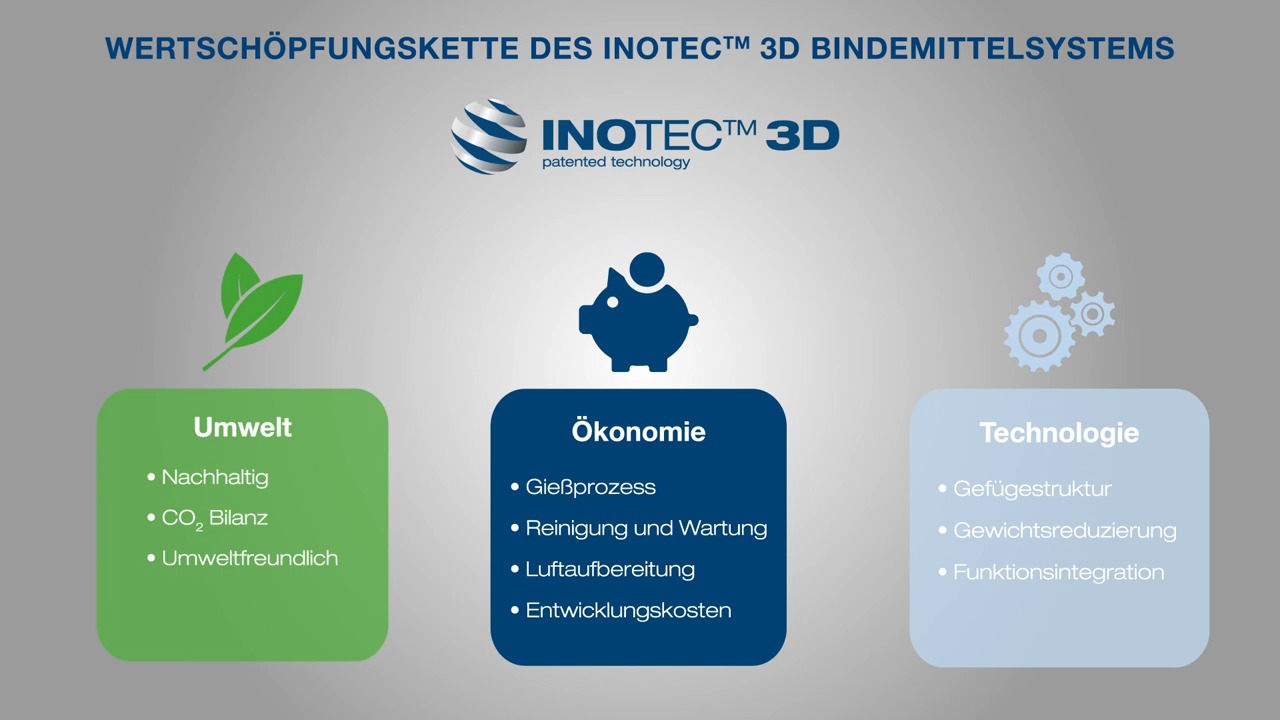 WERTSCHÖPFUNGSKETTE DES INOTEC™ 3D BINDEMITTELSYSTEMS
INOTEC™ 3D
patented technology
Umwelt
• Nachhaltig
• CO₂ Bilanz
• Umweltfreundlich
Ökonomie
• Gießprozess
• Reinigung und Wartung
• Luftaufbereitung
• Entwicklungskosten
Technologie
• Gefügestruktur
• Gewichtsreduzierung
• Funktionsintegration